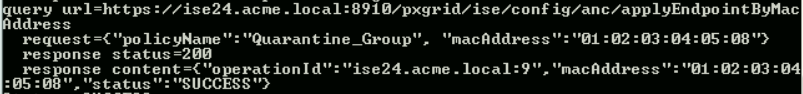 query url=https://ise24.acme.local:8910/pxgrid/ise/config/anc/applyEndpointByMac
Address
request={"policyName":"Quarantine_Group", "macAddress":"01:02:03:04:05:08"}
response status=200
response content={"operationId":"ise24.acme.local:9","macAddress":"01:02:03:04
:05:08","status":"SUCCESS"}